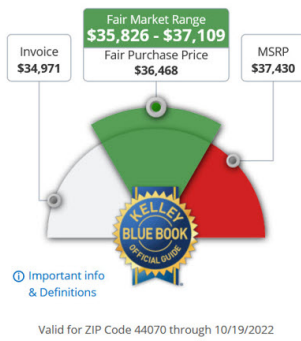 Fair Market Range
$35,826 - $37,109
Fair Purchase Price
$36,468
Invoice
$34,971
MSRP
$37,430
KELLEY
BLUE BOOK
OFFICIAL GUIDE
Important info
& Definitions
Valid for ZIP Code 44070 through 10/19/2022